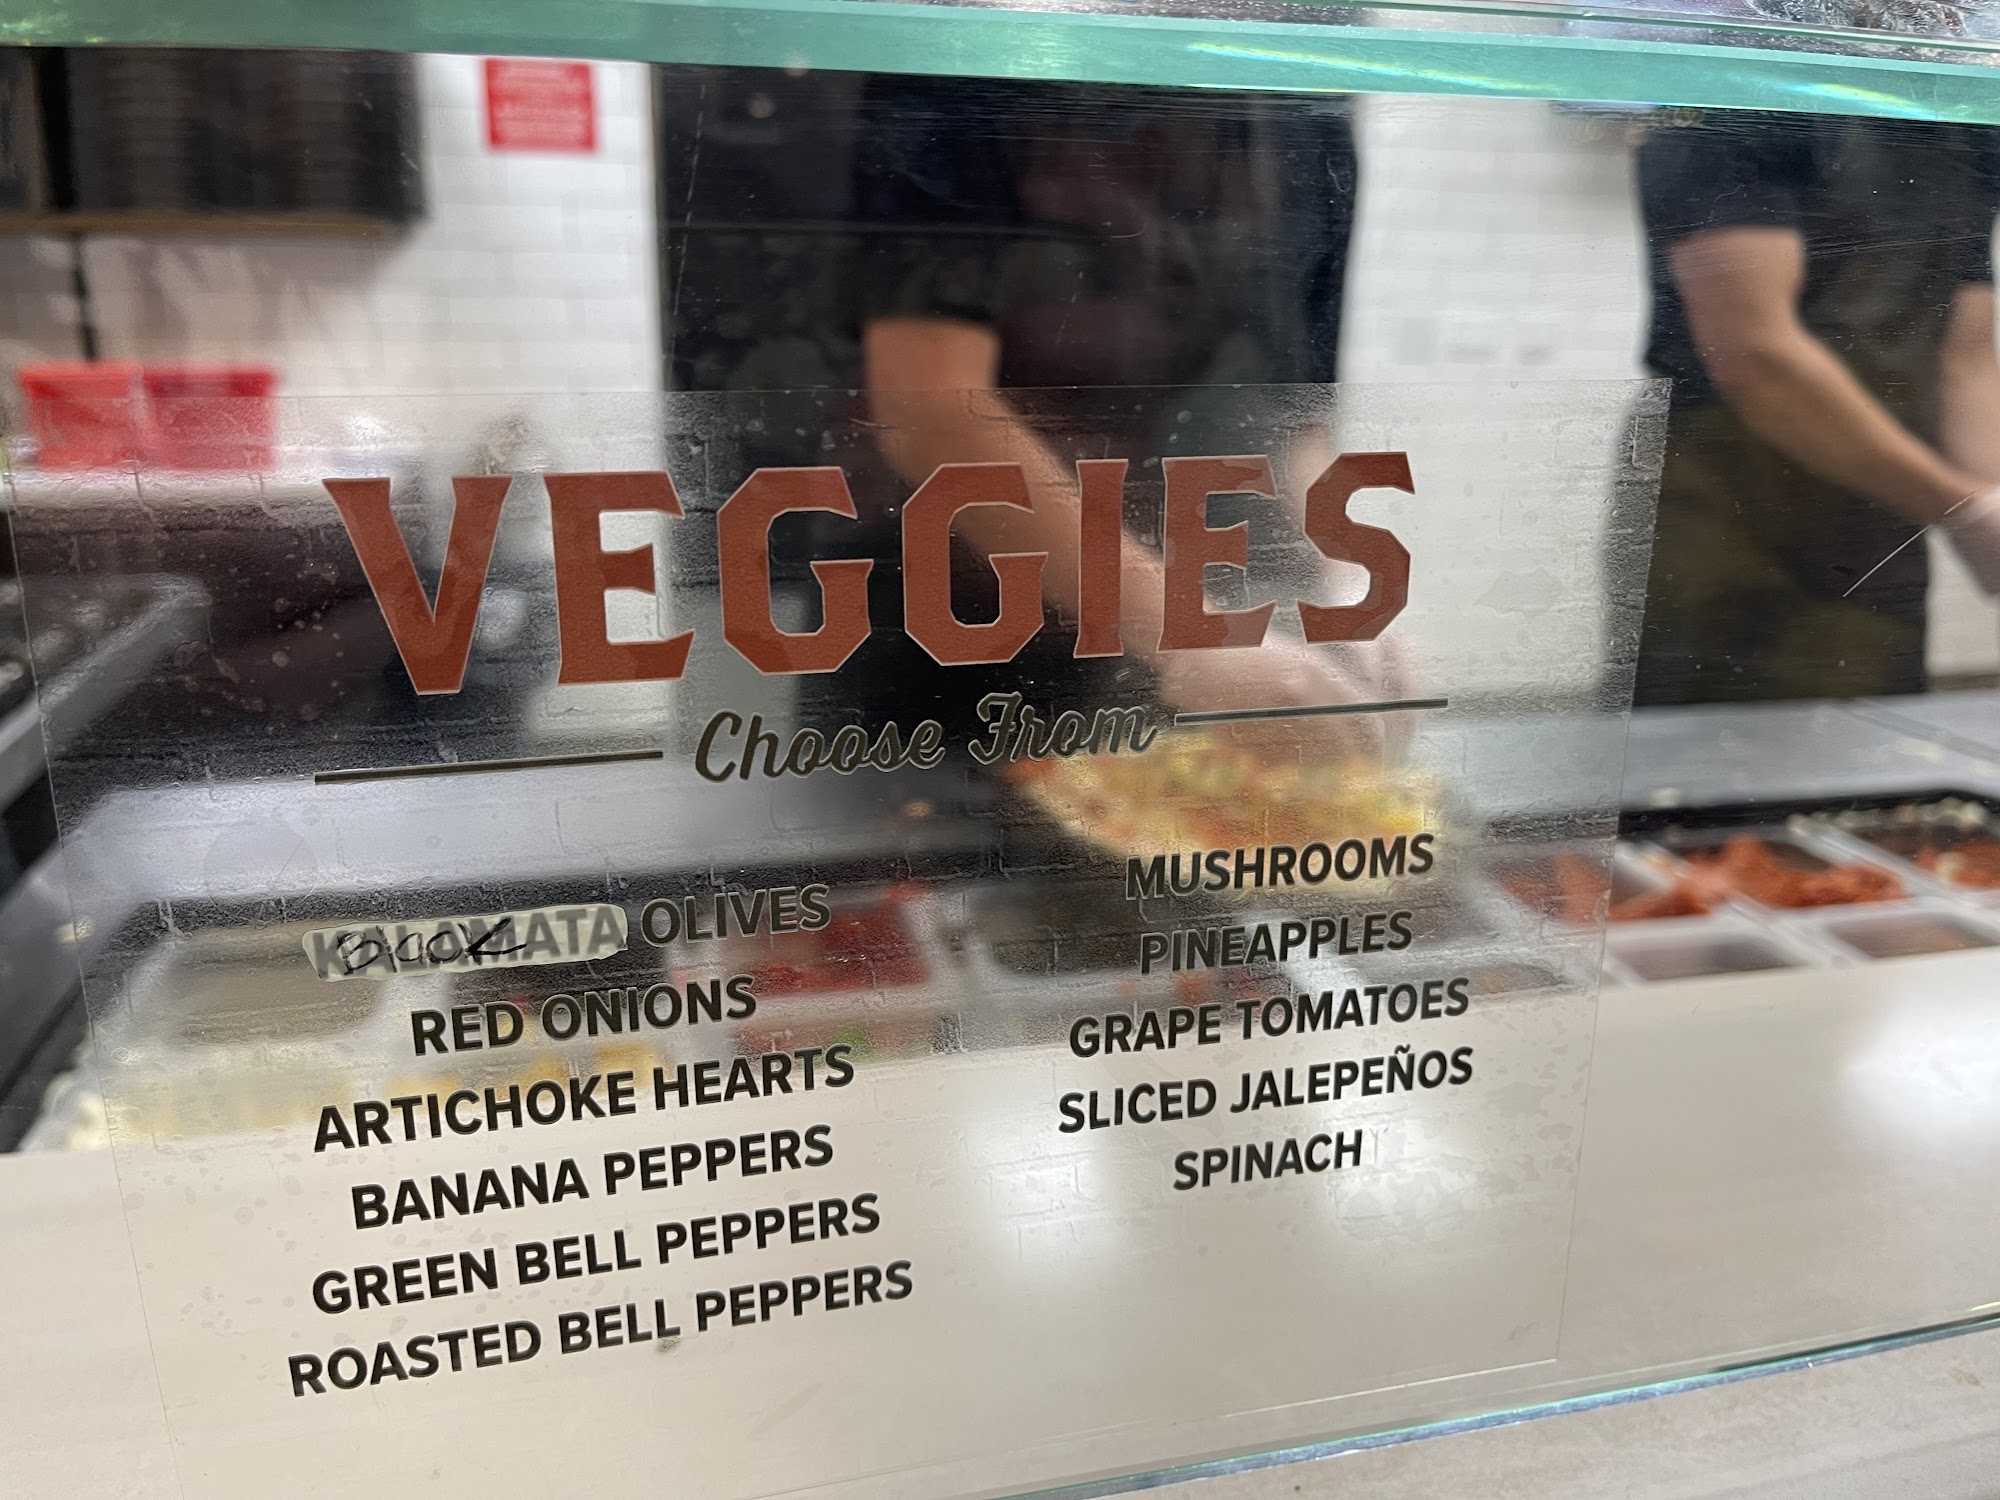 VEGGIES
Choose From
Black OLIVES
RED ONIONS
ARTICHOKE HEARTS
BANANA PEPPERS
GREEN BELL PEPPERS
ROASTED BELL PEPPERS
MUSHROOMS
PINEAPPLES
GRAPE TOMATOES
SLICED JALEPEÑOS
SPINACH